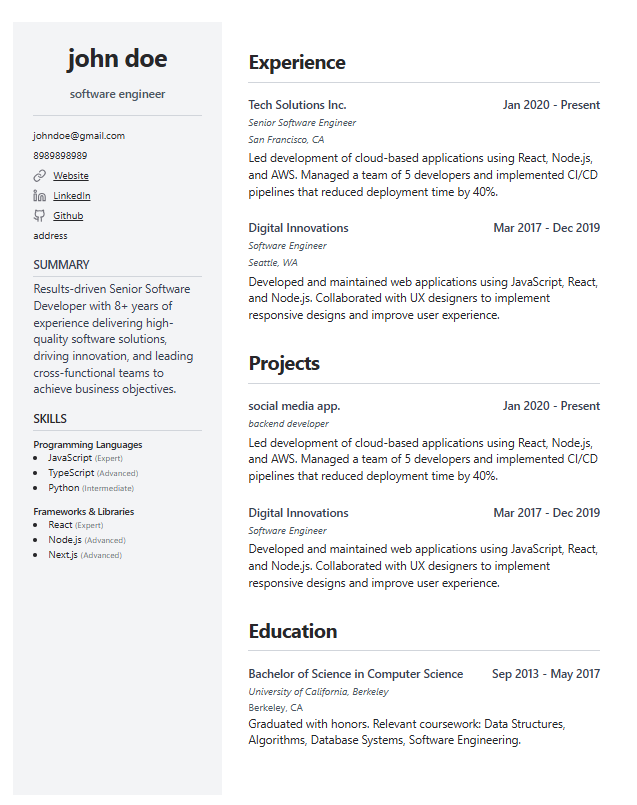 john doe
software engineer
johndoe@gmail.com
8989898989
Website
LinkedIn
Github
address
SUMMARY
Results-driven Senior Software
Developer with 8+ years of
experience delivering high-
quality software solutions,
driving innovation, and leading
cross-functional teams to
achieve business objectives.
SKILLS
Programming Languages
JavaScript (Expert)
TypeScript (Advanced)
Python (Intermediate)
Frameworks & Libraries
React (Expert)
Node.js (Advanced)
Next.js (Advanced)
Experience
Tech Solutions Inc. Jan 2020 - Present
Senior Software Engineer
San Francisco, CA
Led development of cloud-based applications using React, Node.js,
and AWS. Managed a team of 5 developers and implemented CI/CD
pipelines that reduced deployment time by 40%.
Digital Innovations Mar 2017 - Dec 2019
Software Engineer
Seattle, WA
Developed and maintained web applications using JavaScript, React,
and Node.js. Collaborated with UX designers to implement
responsive designs and improve user experience.
Projects
social media app. Jan 2020 - Present
backend developer
Led development of cloud-based applications using React, Node.js,
and AWS. Managed a team of 5 developers and implemented CI/CD
pipelines that reduced deployment time by 40%.
Digital Innovations Mar 2017 - Dec 2019
Software Engineer
Developed and maintained web applications using JavaScript, React,
and Node.js. Collaborated with UX designers to implement
responsive designs and improve user experience.
Education
Bachelor of Science in Computer Science Sep 2013 - May 2017
University of California, Berkeley
Berkeley, CA
Graduated with honors. Relevant coursework: Data Structures,
Algorithms, Database Systems, Software Engineering.